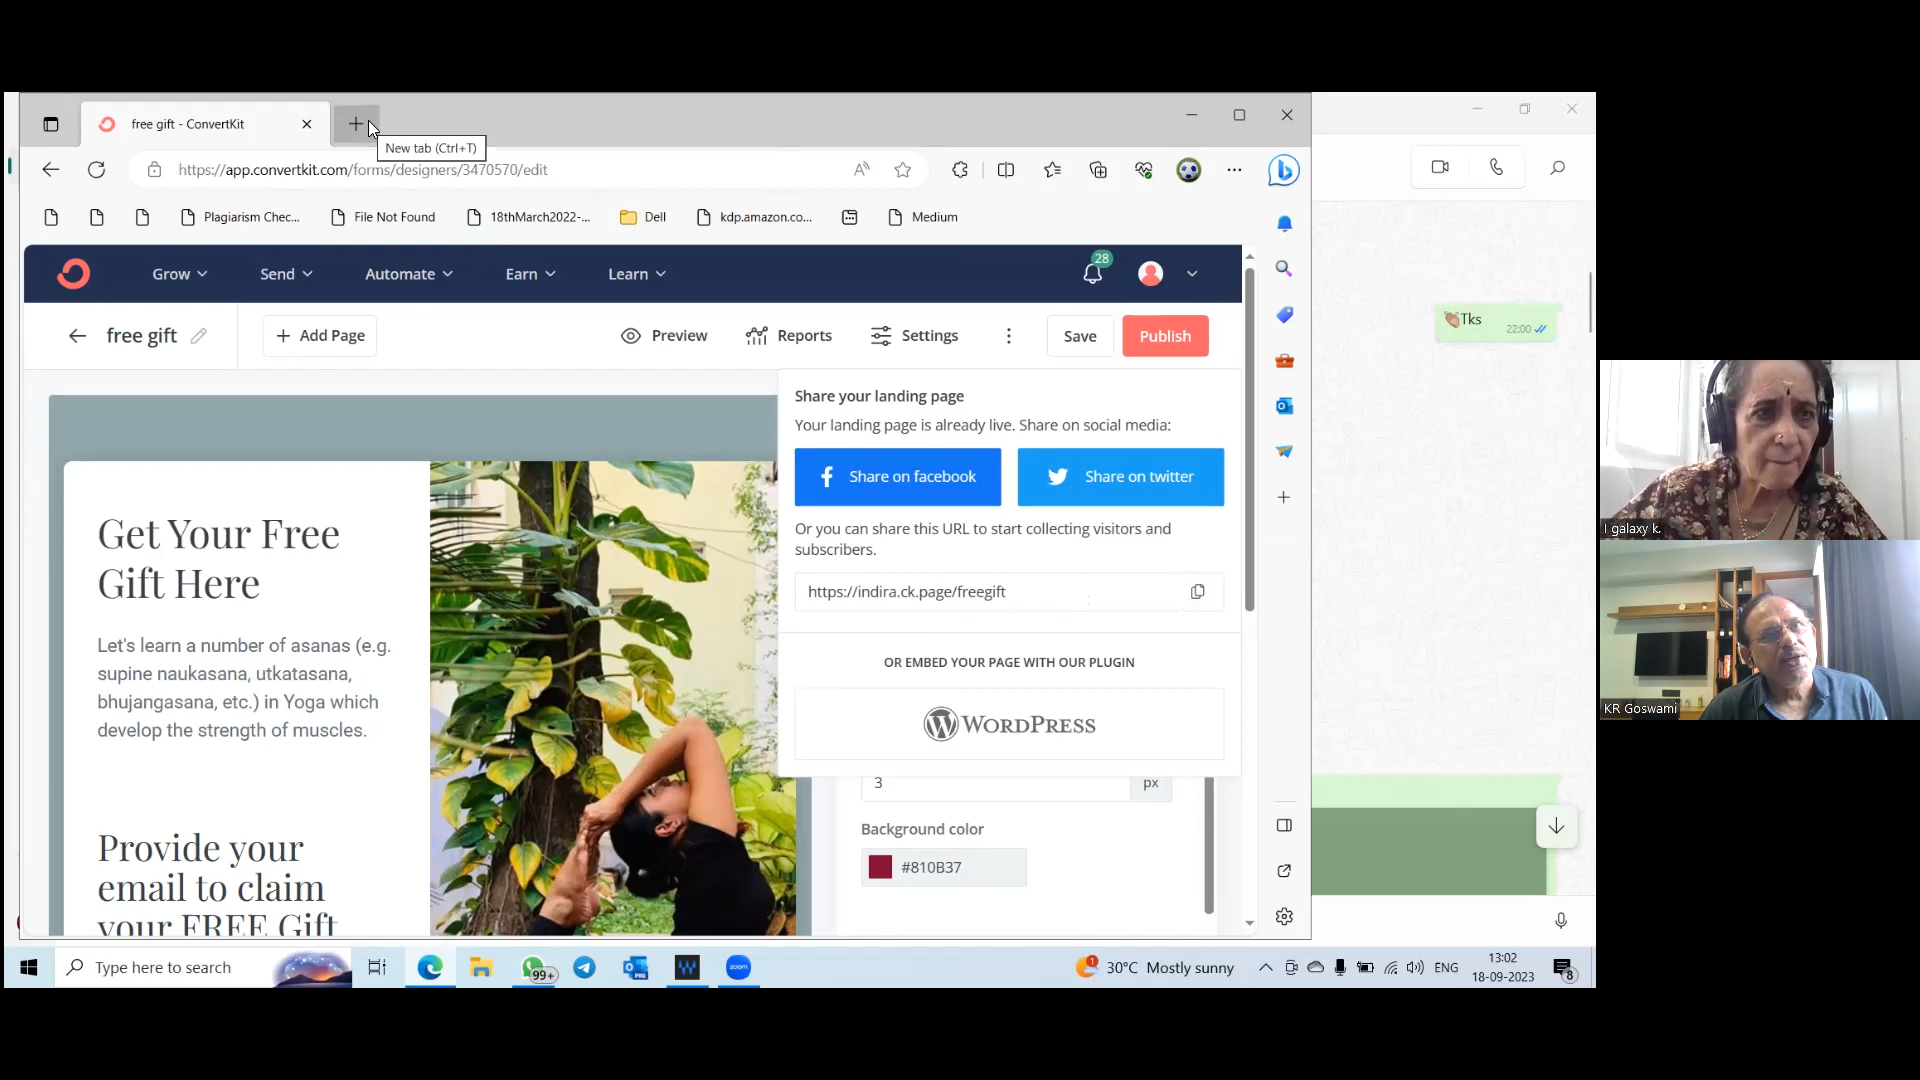 free gift - ConvertKit
New tab (Ctrl+T)
https://app.convertkit.com/forms/designers/3470570/edit
Plagiarism Chec...
File Not Found
18thMarch2022-...
Dell
kdp.amazon.co...
Medium
Grow
Send
Automate
Earn
Learn
28
free gift
+ Add Page
Preview
Reports
Settings
Save
Publish
Share your landing page
Your landing page is already live. Share on social media:
Share on facebook
Share on twitter
Or you can share this URL to start collecting visitors and
subscribers.
https://indira.ck.page/freegift
OR EMBED YOUR PAGE WITH OUR PLUGIN
WORDPRESS
3
px
Background color
#810B37
Get Your Free
Gift Here
Let's learn a number of asanas (e.g.
supine naukasana, utkatasana,
bhujangasana, etc.) in Yoga which
develop the strength of muscles.
Provide your
email to claim
your FREE Gift
Tks
22:00
I galaxy k.
KR Goswami
Type here to search
99+
zoom
1
30°C Mostly sunny
ENG
13:02
18-09-2023
8